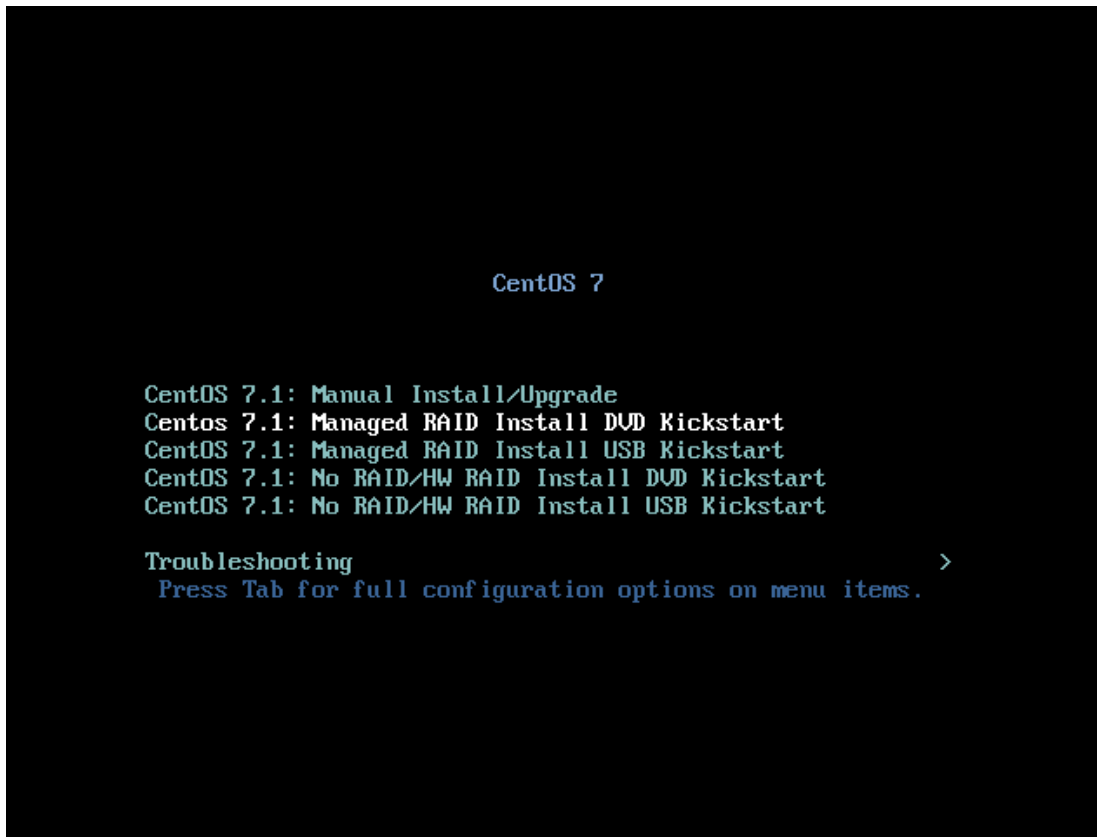 CentOS 7
CentOS 7.1: Manual Install/Upgrade
Centos 7.1: Managed RAID Install DVD Kickstart
CentOS 7.1: Managed RAID Install USB Kickstart
CentOS 7.1: No RAID/HW RAID Install DVD Kickstart
CentOS 7.1: No RAID/HW RAID Install USB Kickstart
Troubleshooting >
Press Tab for full configuration options on menu items.